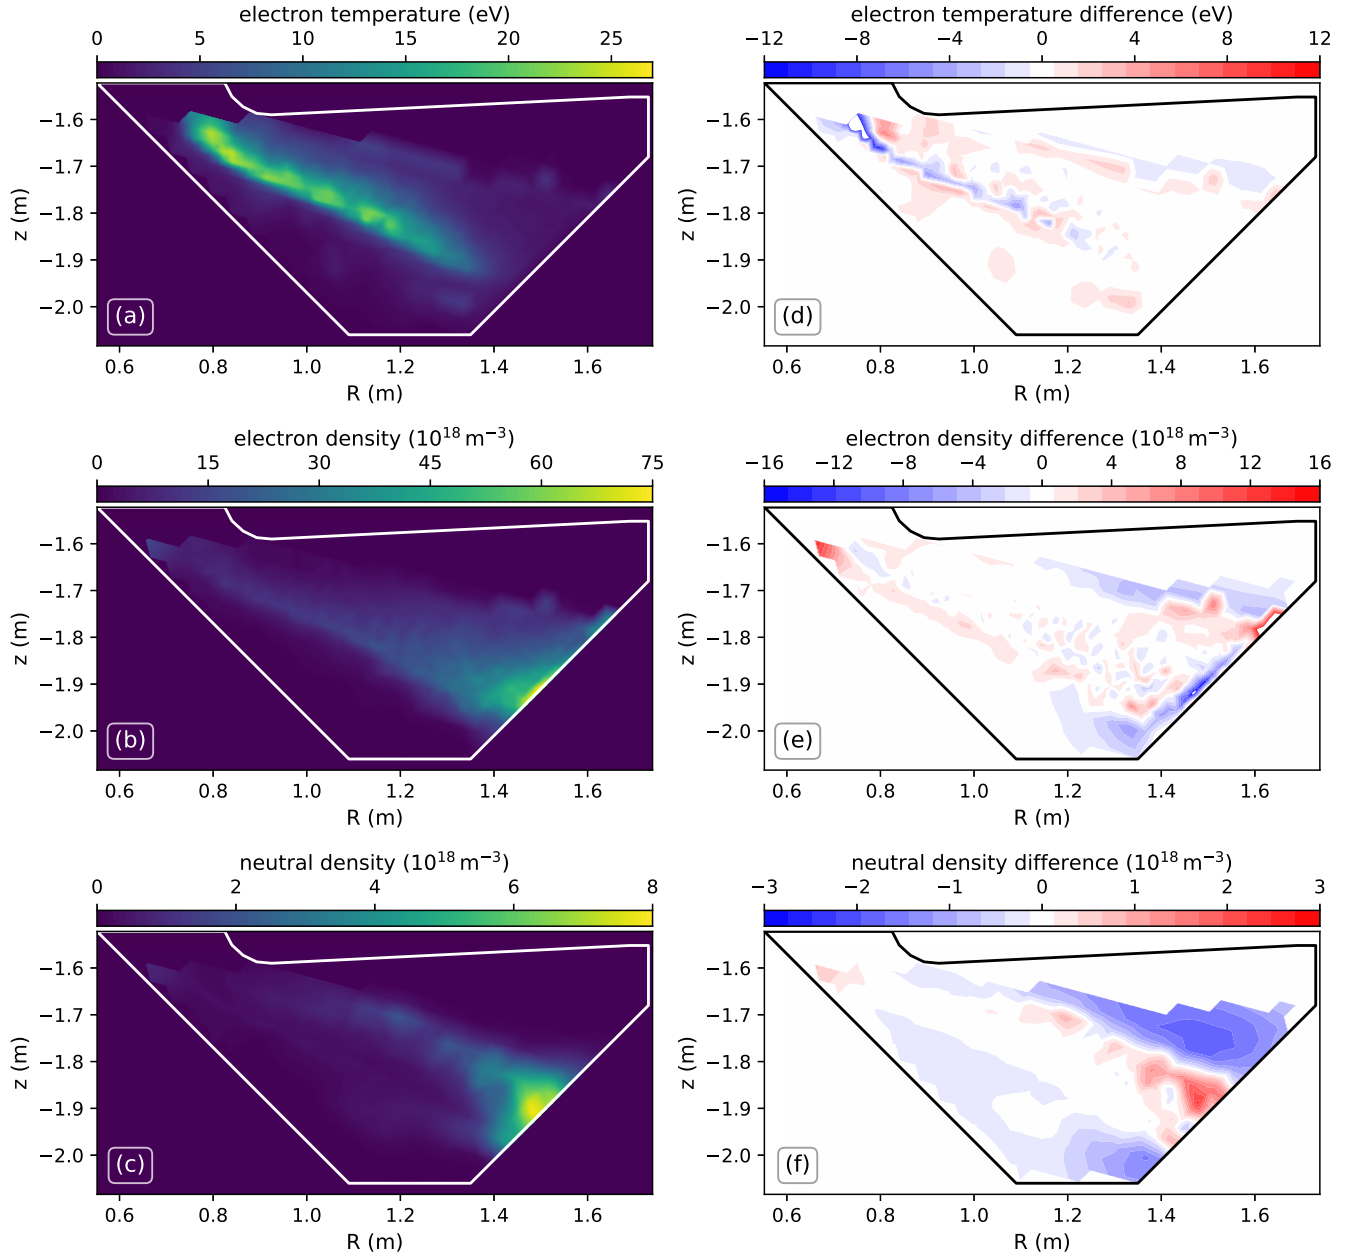 electron temperature (eV)
0 5 10 15 20 25
z (m)
−1.6
−1.7
−1.8
−1.9
−2.0
(a)
0.6 0.8 1.0 1.2 1.4 1.6
R (m)
electron temperature difference (eV)
−12 −8 −4 0 4 8 12
z (m)
−1.6
−1.7
−1.8
−1.9
−2.0
(d)
0.6 0.8 1.0 1.2 1.4 1.6
R (m)
electron density (10¹⁸ m⁻³)
0 15 30 45 60 75
z (m)
−1.6
−1.7
−1.8
−1.9
−2.0
(b)
0.6 0.8 1.0 1.2 1.4 1.6
R (m)
electron density difference (10¹⁸ m⁻³)
−16 −12 −8 −4 0 4 8 12 16
z (m)
−1.6
−1.7
−1.8
−1.9
−2.0
(e)
0.6 0.8 1.0 1.2 1.4 1.6
R (m)
neutral density (10¹⁸ m⁻³)
0 2 4 6 8
z (m)
−1.6
−1.7
−1.8
−1.9
−2.0
(c)
0.6 0.8 1.0 1.2 1.4 1.6
R (m)
neutral density difference (10¹⁸ m⁻³)
−3 −2 −1 0 1 2 3
z (m)
−1.6
−1.7
−1.8
−1.9
−2.0
(f)
0.6 0.8 1.0 1.2 1.4 1.6
R (m)